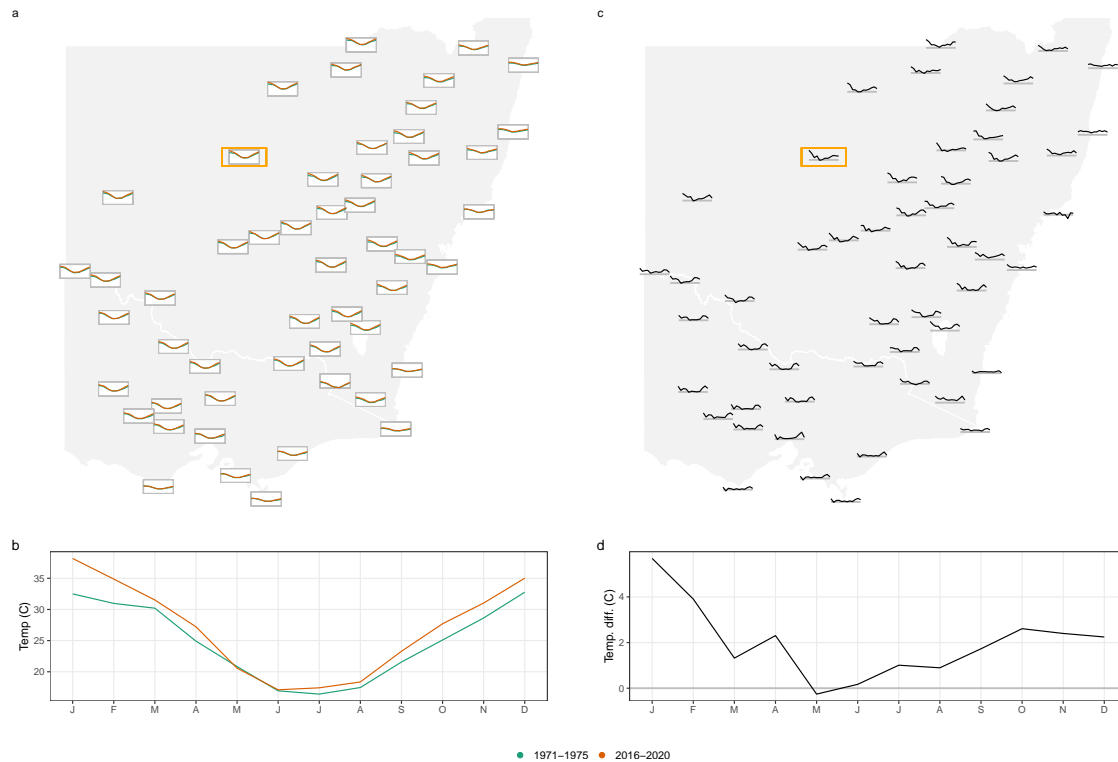 a
c
b
Temp (C)
35
30
25
20
J F M A M J J A S O N D
d
Temp. diff. (C)
4
2
0
J F M A M J J A S O N D
1971−1975 2016−2020